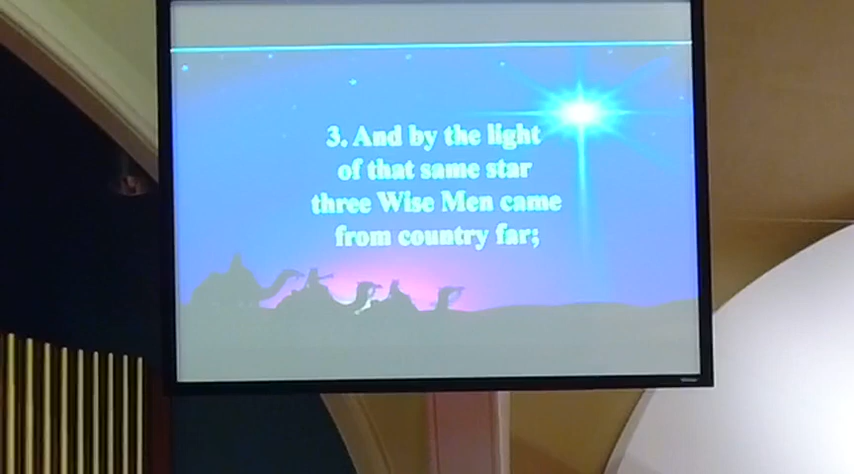 3. And by the light
of that same star
three Wise Men came
from country far;